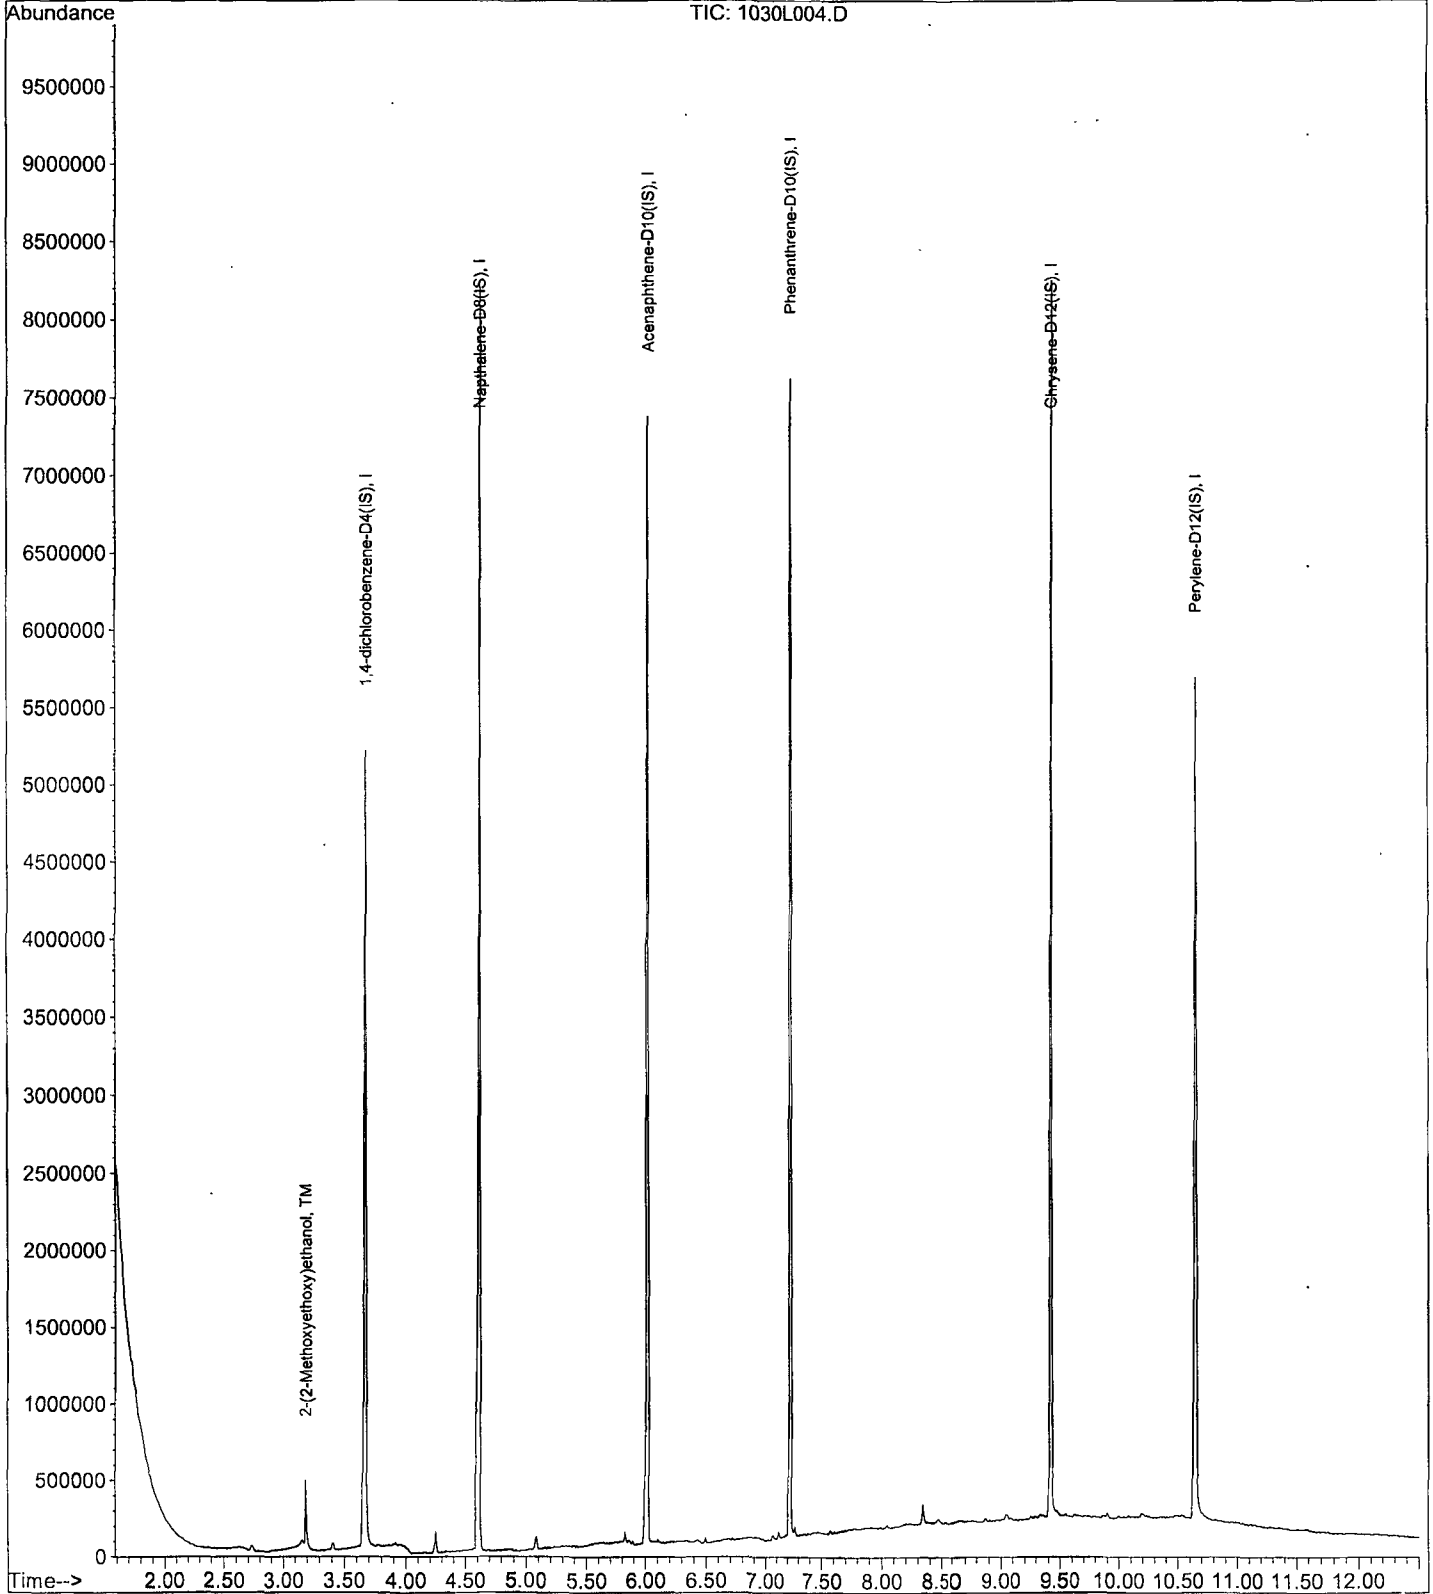 Abundance
TIC: 1030L004.D
9500000
9000000
8500000
8000000
7500000
7000000
6500000
6000000
5500000
5000000
4500000
4000000
3500000
3000000
2500000
2000000
1500000
1000000
500000
0
2-(2-Methoxyethoxy)ethanol, TM
1,4-dichlorobenzene-D4(IS), I
Napthalene-D8(IS), I
Acenaphthene-D10(IS), I
Phenanthrene-D10(IS), I
Chrysene-D12(IS), I
Perylene-D12(IS), I
Time--> 2.00 2.50 3.00 3.50 4.00 4.50 5.00 5.50 6.00 6.50 7.00 7.50 8.00 8.50 9.00 9.50 10.00 10.50 11.00 11.50 12.00